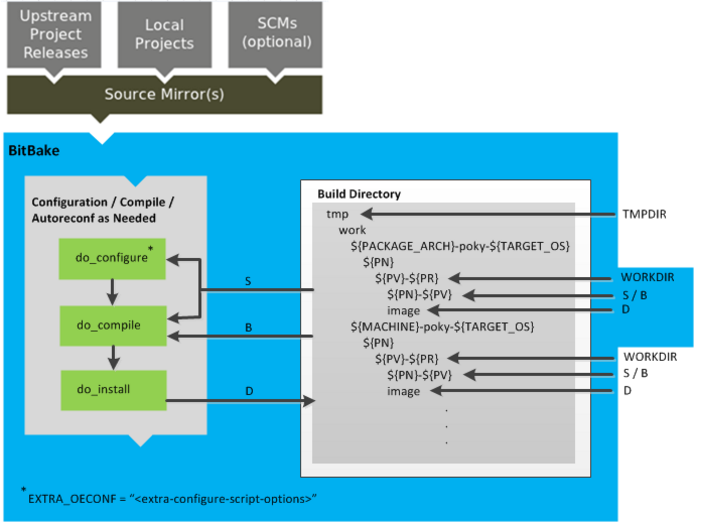 Upstream
Project
Releases
Local
Projects
SCMs
(optional)
Source Mirror(s)
BitBake
Configuration / Compile /
Autoreconf as Needed
do_configure *
do_compile
do_install
S
B
D
Build Directory
tmp
work
${PACKAGE_ARCH}-poky-${TARGET_OS}
${PN}
${PV}-${PR}
${PN}-${PV}
image
${MACHINE}-poky-${TARGET_OS}
${PN}
${PV}-${PR}
${PN}-${PV}
image
.
.
.
TMPDIR
WORKDIR
S / B
D
WORKDIR
S / B
D
* EXTRA_OECONF = “<extra-configure-script-options>”